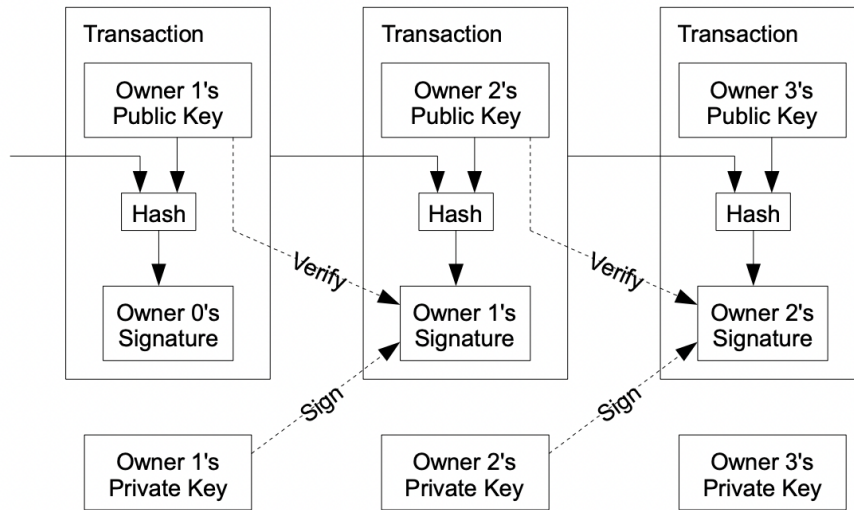 Transaction
Owner 1's
Public Key
Hash
Owner 0's
Signature
Transaction
Owner 2's
Public Key
Hash
Verify
Owner 1's
Signature
Transaction
Owner 3's
Public Key
Hash
Verify
Owner 2's
Signature
Sign
Sign
Owner 1's
Private Key
Owner 2's
Private Key
Owner 3's
Private Key